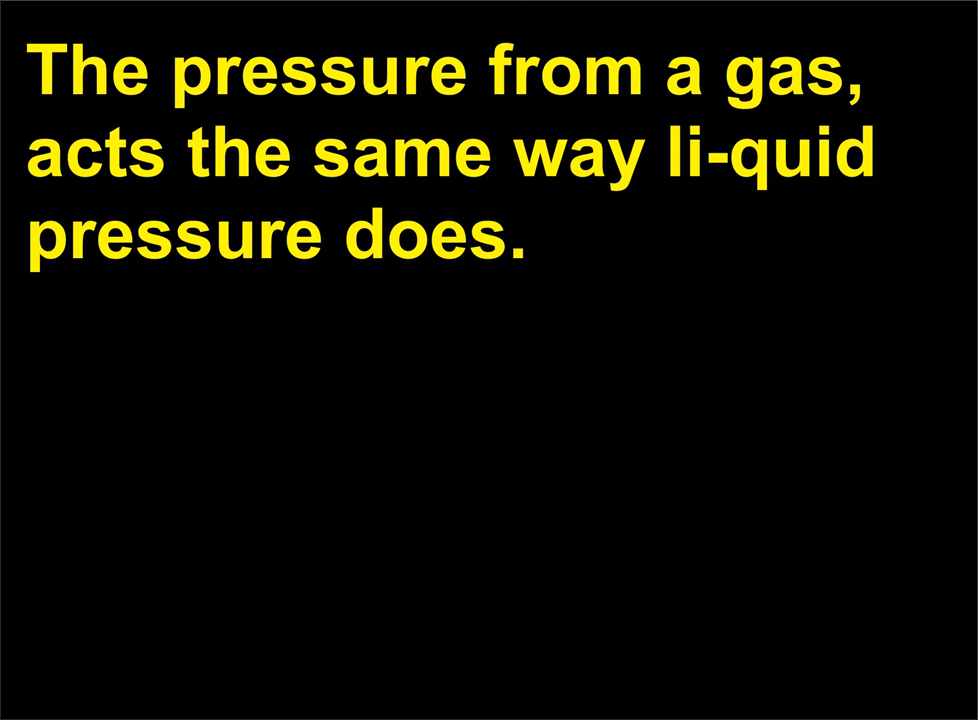 The pressure from a gas,
acts the same way li-quid
pressure does.